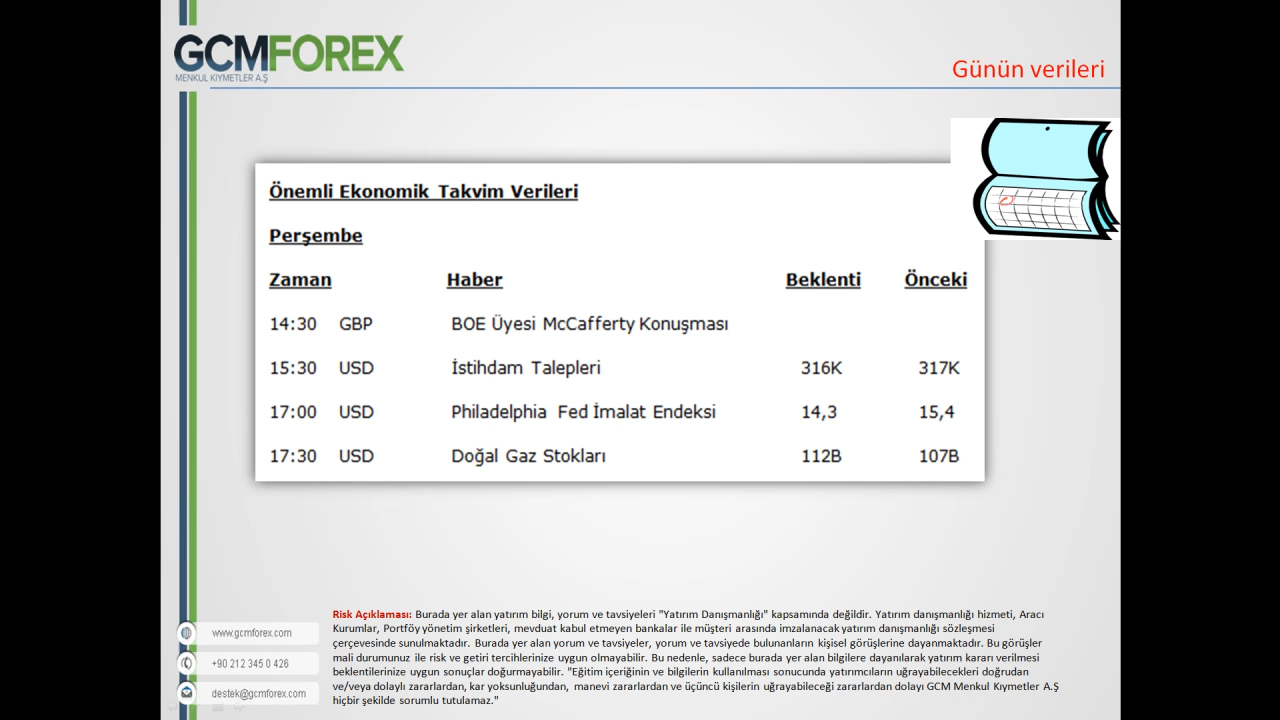 GCMFOREX
MENKUL KIYMETLER A.Ş
Günün verileri
Önemli Ekonomik Takvim Verileri
Perşembe
Zaman Haber Beklenti Önceki
14:30 GBP BOE Üyesi McCafferty Konuşması
15:30 USD İstihdam Talepleri 316K 317K
17:00 USD Philadelphia Fed İmalat Endeksi 14,3 15,4
17:30 USD Doğal Gaz Stokları 112B 107B
Risk Açıklaması: Burada yer alan yatırım bilgi, yorum ve tavsiyeleri "Yatırım Danışmanlığı" kapsamında değildir. Yatırım danışmanlığı hizmeti, Aracı
Kurumlar, Portföy yönetim şirketleri, mevduat kabul etmeyen bankalar ile müşteri arasında imzalanacak yatırım danışmanlığı sözleşmesi
çerçevesinde sunulmaktadır. Burada yer alan yorum ve tavsiyeler, yorum ve tavsiyede bulunanların kişisel görüşlerine dayanmaktadır. Bu görüşler
mali durumunuz ile risk ve getiri tercihlerinize uygun olmayabilir. Bu nedenle, sadece burada yer alan bilgilere dayanılarak yatırım kararı verilmesi
beklentilerinize uygun sonuçlar doğurmayabilir. "Eğitim içeriğinin ve bilgilerin kullanılması sonucunda yatırımcıların uğrayabilecekleri doğrudan
ve/veya dolaylı zararlardan, kar yoksunluğundan, manevi zararlardan ve üçüncü kişilerin uğrayabileceği zararlardan dolayı GCM Menkul Kıymetler A.Ş
hiçbir şekilde sorumlu tutulamaz."
www.gcmforex.com
+90 212 345 0 426
destek@gcmforex.com